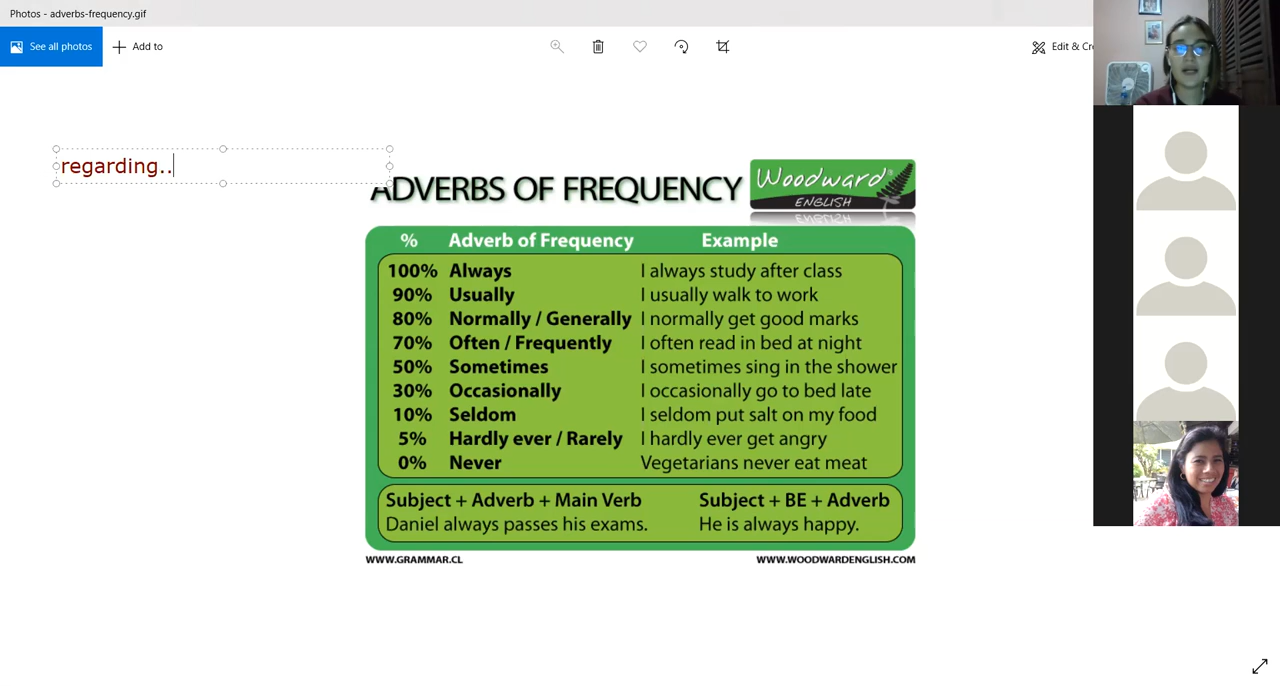 Photos - adverbs-frequency.gif
See all photos
Add to
Edit & Cre
regarding..
ADVERBS OF FREQUENCY
Woodward®
ENGLISH
% Adverb of Frequency Example
100% Always I always study after class
90% Usually I usually walk to work
80% Normally / Generally I normally get good marks
70% Often / Frequently I often read in bed at night
50% Sometimes I sometimes sing in the shower
30% Occasionally I occasionally go to bed late
10% Seldom I seldom put salt on my food
5% Hardly ever / Rarely I hardly ever get angry
0% Never Vegetarians never eat meat
Subject + Adverb + Main Verb Subject + BE + Adverb
Daniel always passes his exams. He is always happy.
WWW.GRAMMAR.CL WWW.WOODWARDENGLISH.COM